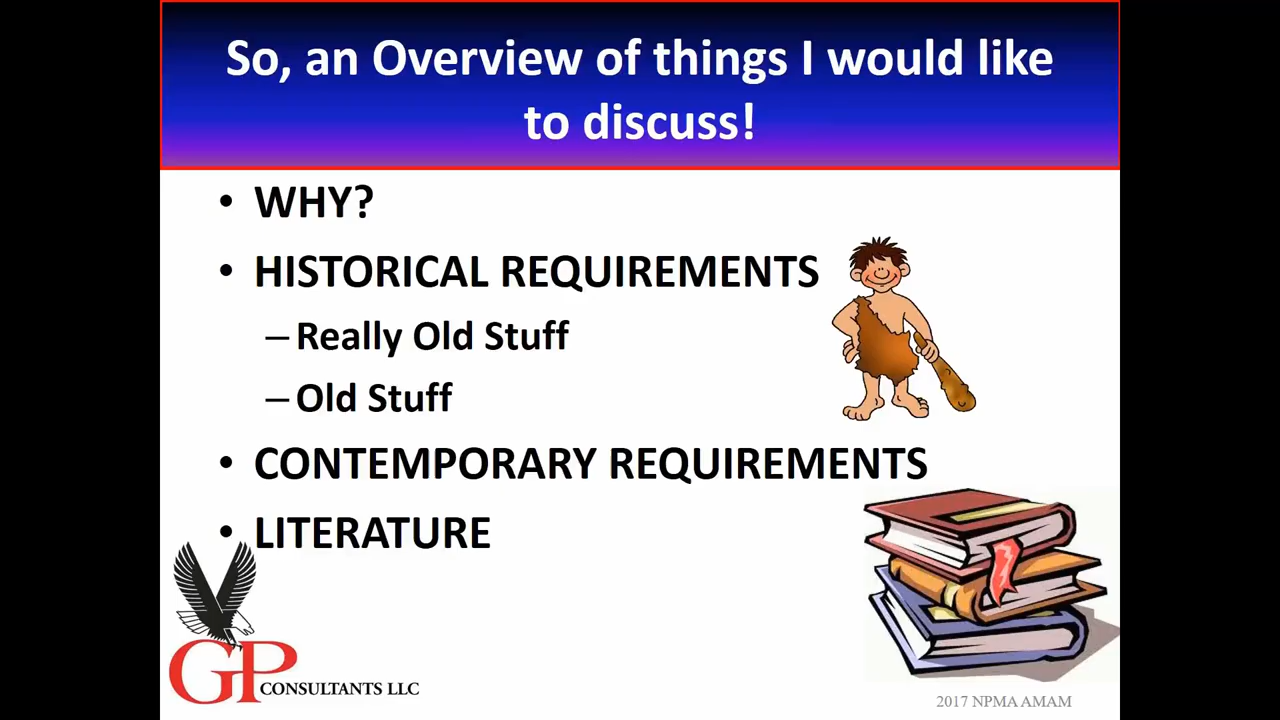 So, an Overview of things I would like
to discuss!
• WHY?
• HISTORICAL REQUIREMENTS
– Really Old Stuff
– Old Stuff
• CONTEMPORARY REQUIREMENTS
• LITERATURE
GP CONSULTANTS LLC
2017 NPMA AMAM